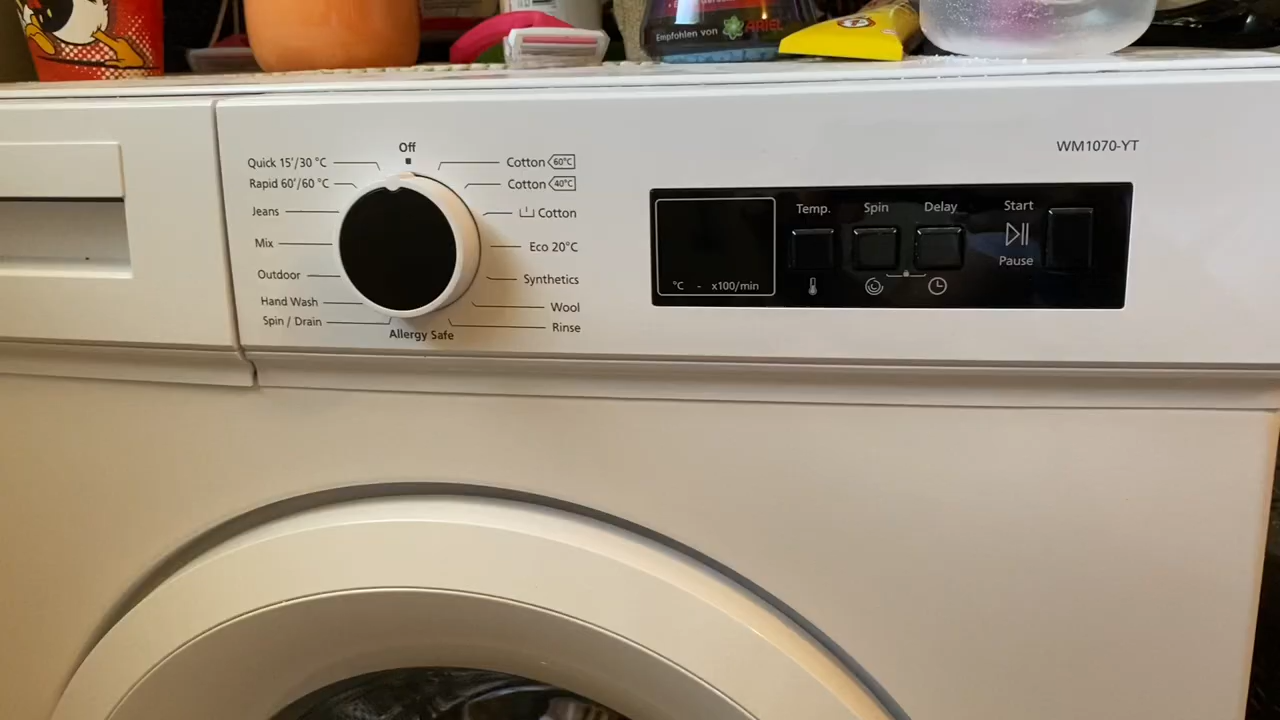 Empfohlen von ARIEL
WM1070-YT
Off
Quick 15'/30 °C
Rapid 60'/60 °C
Jeans
Mix
Outdoor
Hand Wash
Spin / Drain
Allergy Safe
Cotton 60°C
Cotton 40°C
Cotton
Eco 20°C
Synthetics
Wool
Rinse
°C - x100/min
Temp. Spin Delay Start
Pause